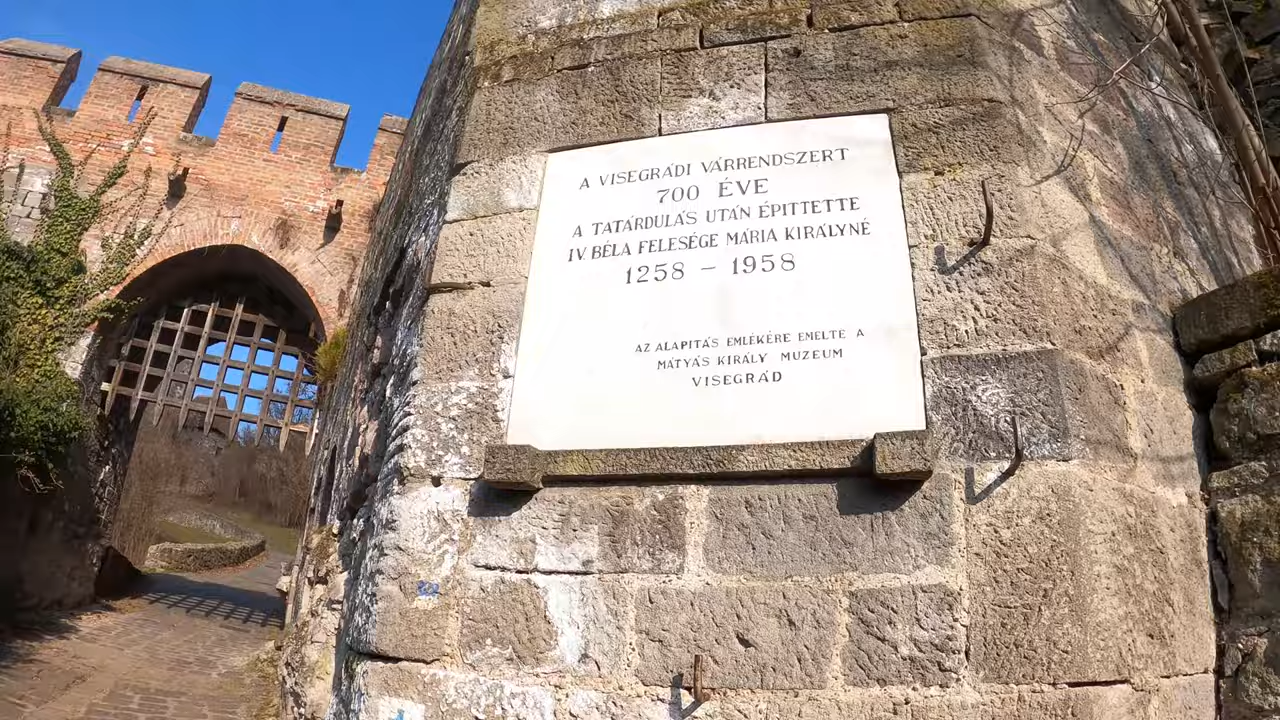 A VISEGRÁDI VÁRRENDSZERT
700 ÉVE
A TATÁRDULÁS UTÁN ÉPITTETTE
IV. BÉLA FELESÉGE MÁRIA KIRÁLYNÉ
1258 – 1958
AZ ALAPITÁS EMLÉKÉRE EMELTE A
MÁTYÁS KIRÁLY MUZEUM
VISEGRÁD